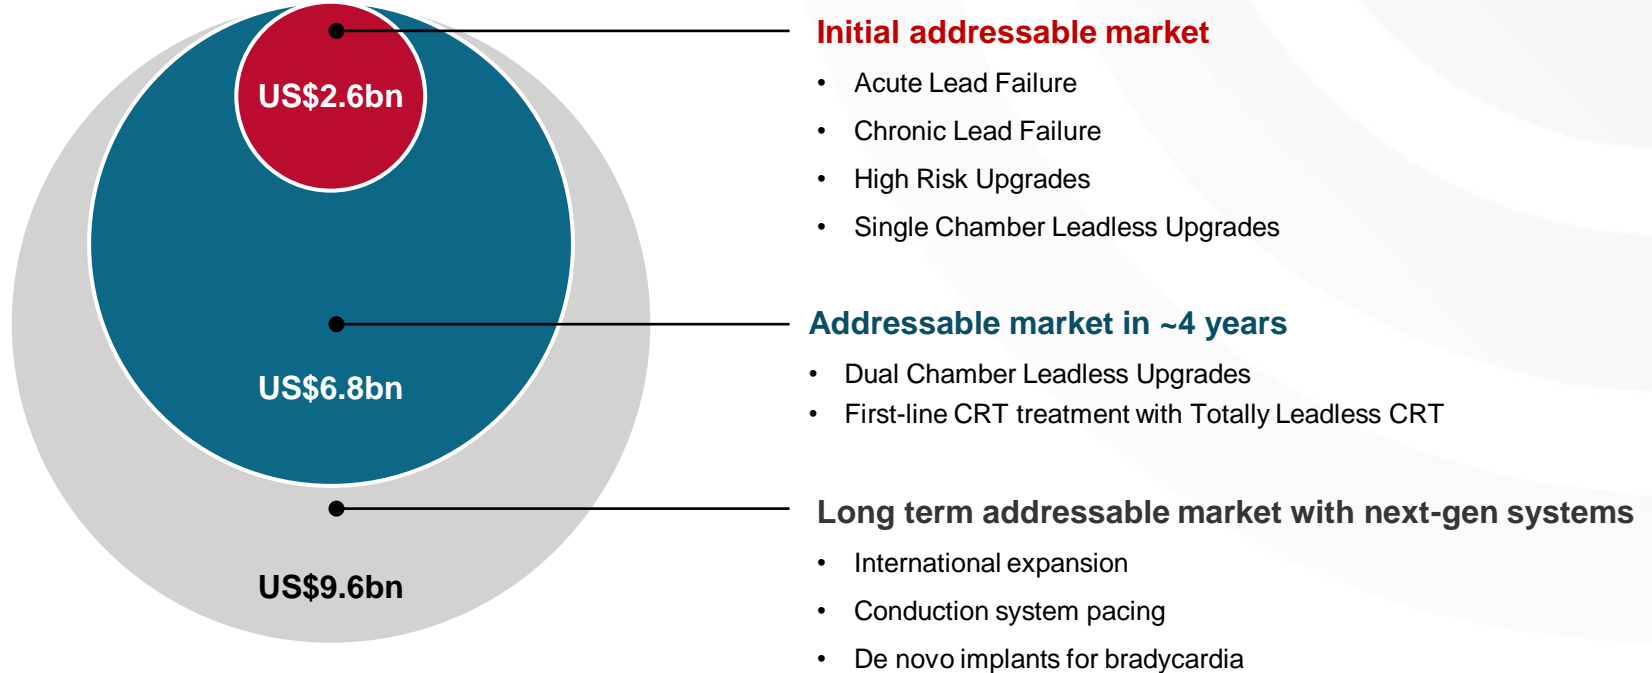 US$2.6bn
US$6.8bn
US$9.6bn
Initial addressable market
• Acute Lead Failure
• Chronic Lead Failure
• High Risk Upgrades
• Single Chamber Leadless Upgrades
Addressable market in ~4 years
• Dual Chamber Leadless Upgrades
• First-line CRT treatment with Totally Leadless CRT
Long term addressable market with next-gen systems
• International expansion
• Conduction system pacing
• De novo implants for bradycardia